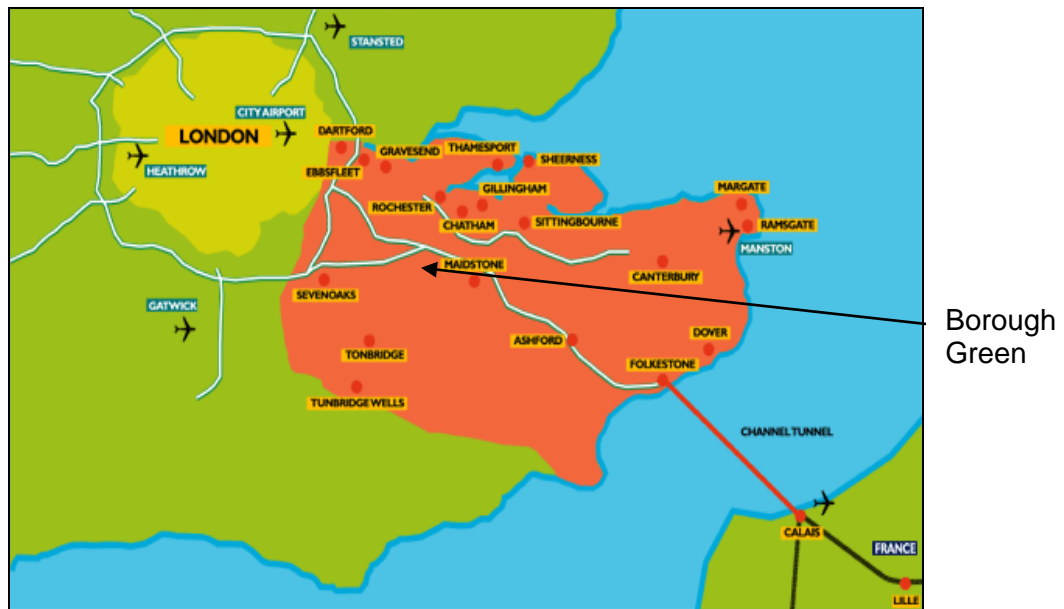 STANSTED
CITY AIRPORT
LONDON
DARTFORD
HEATHROW
EBBSFLEET
GRAVESEND
THAMESPORT
SHEERNESS
GILLINGHAM
ROCHESTER
CHATHAM
SITTINGBOURNE
MARGATE
RAMSGATE
MANSTON
MAIDSTONE
CANTERBURY
SEVENOAKS
GATWICK
Borough
Green
TONBRIDGE
ASHFORD
DOVER
FOLKESTONE
TUNBRIDGE WELLS
CHANNEL TUNNEL
CALAIS
FRANCE
LILLE